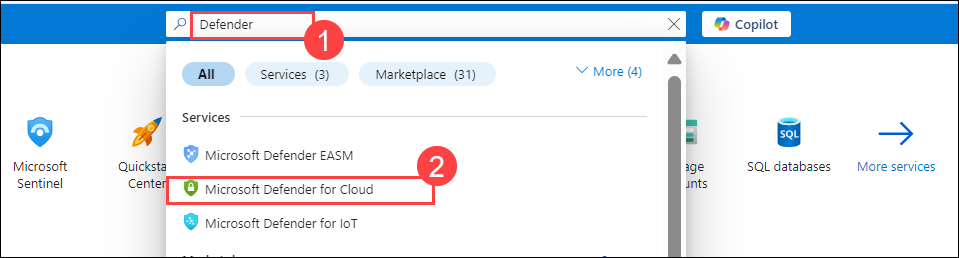 Defender
Copilot
1
All
Services (3)
Marketplace (31)
More (4)
Services
Microsoft Defender EASM
2
Microsoft Defender for Cloud
Microsoft Defender for IoT
Microsoft
Sentinel
Quicksta
Center
age
unts
SQL
SQL databases
More services